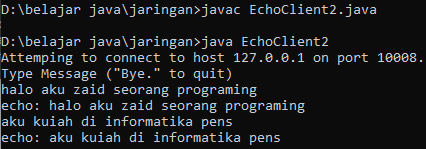 D:\belajar java\jaringan>javac EchoClient2.java
D:\belajar java\jaringan>java EchoClient2
Attemping to connect to host 127.0.0.1 on port 10008.
Type Message ("Bye." to quit)
halo aku zaid seorang programing
echo: halo aku zaid seorang programing
aku kuiah di informatika pens
echo: aku kuiah di informatika pens